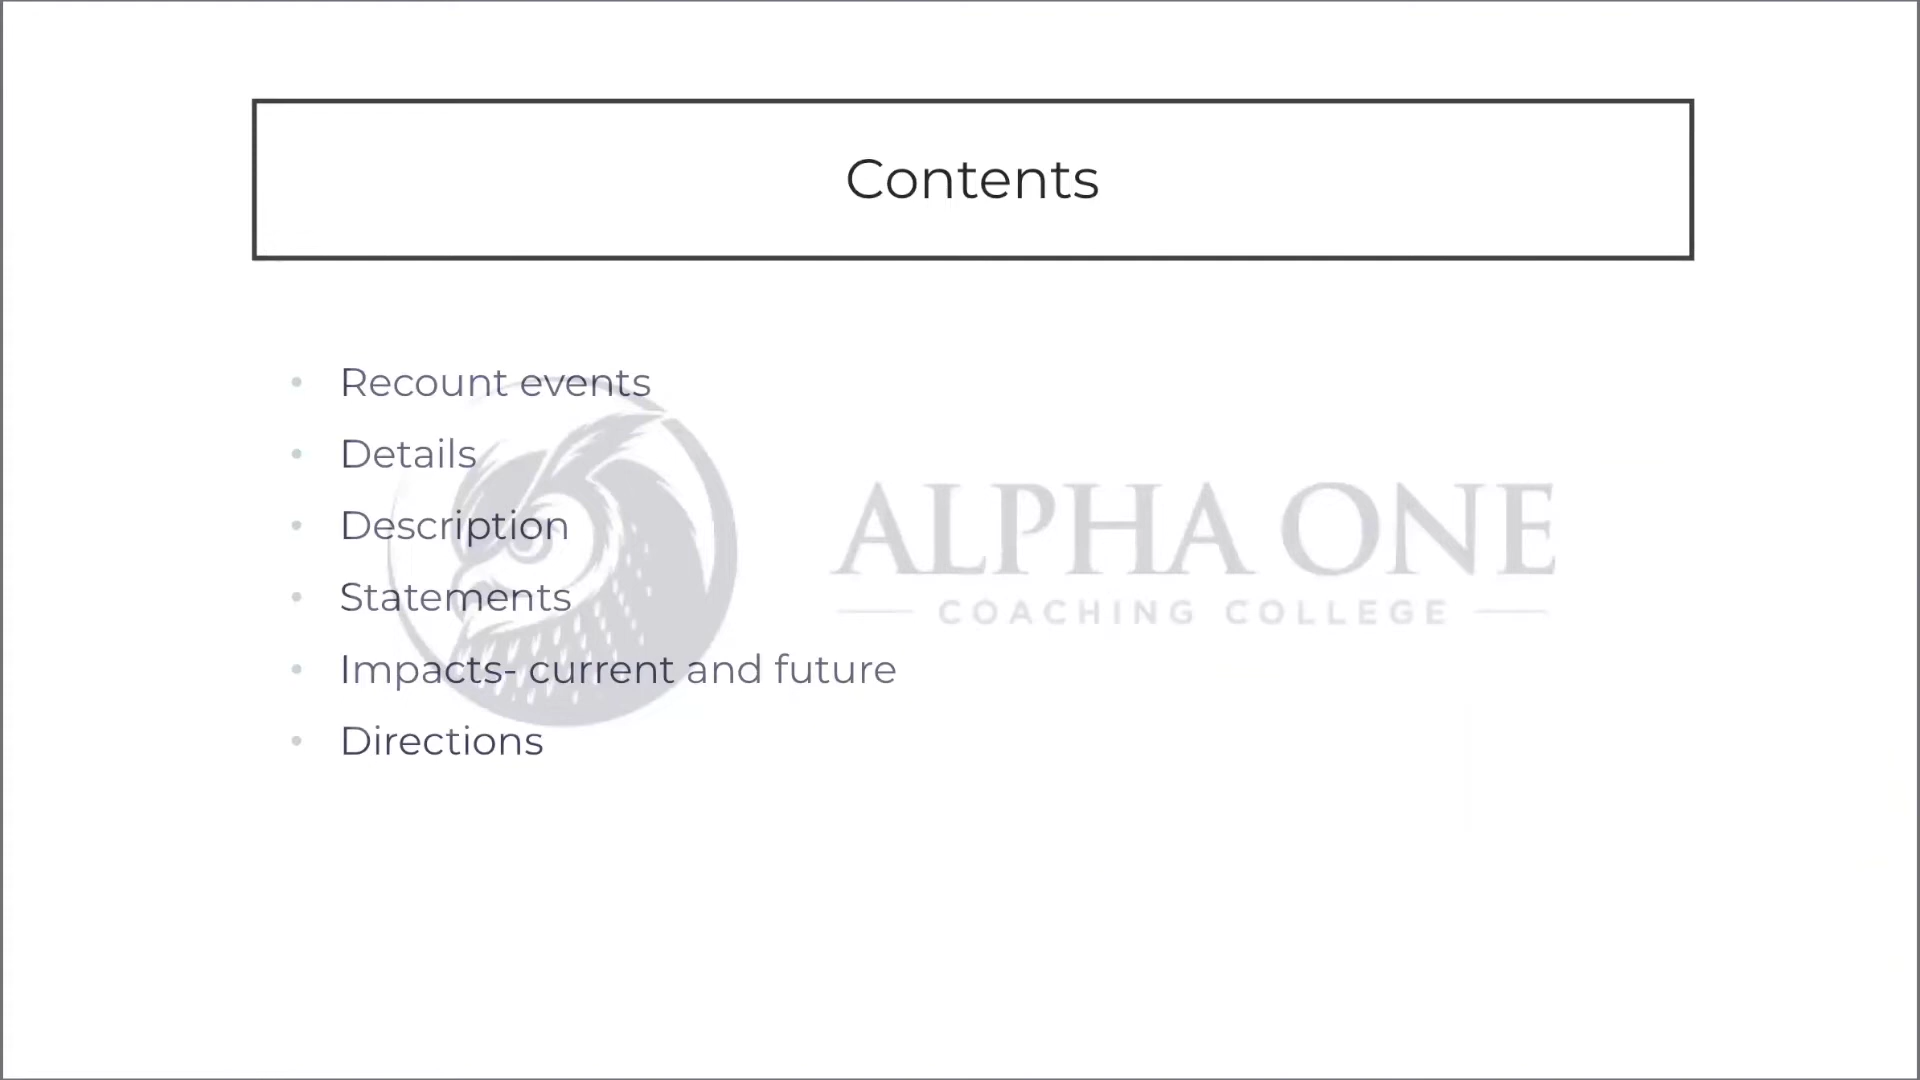 Contents
• Recount events
• Details
• Description
• Statements
• Impacts- current and future
• Directions
ALPHA ONE
COACHING COLLEGE